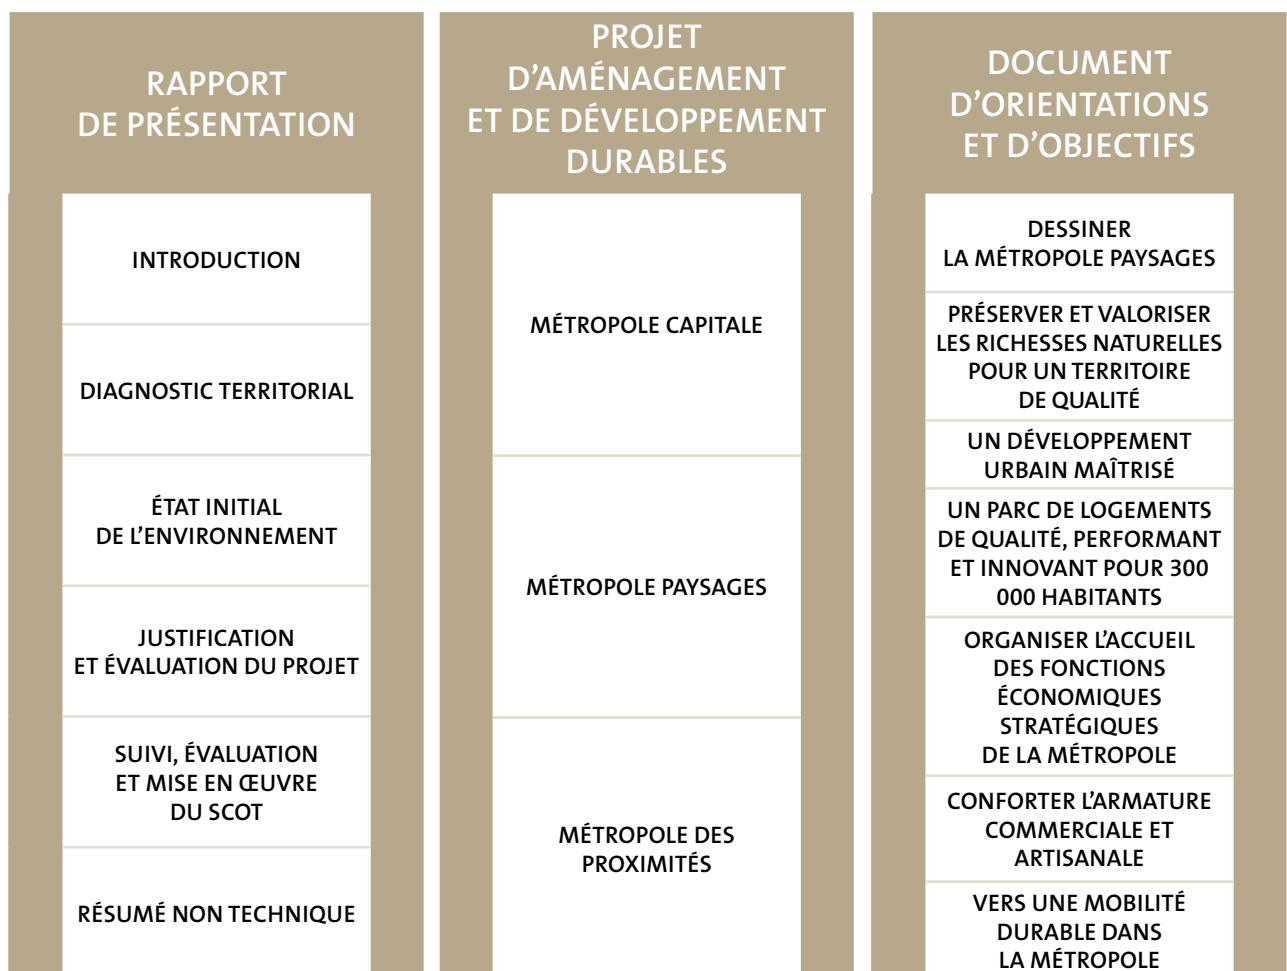 RAPPORT
DE PRÉSENTATION
INTRODUCTION
DIAGNOSTIC TERRITORIAL
ÉTAT INITIAL
DE L'ENVIRONNEMENT
JUSTIFICATION
ET ÉVALUATION DU PROJET
SUIVI, ÉVALUATION
ET MISE EN ŒUVRE
DU SCOT
RÉSUMÉ NON TECHNIQUE
PROJET
D'AMÉNAGEMENT
ET DE DÉVELOPPEMENT
DURABLES
MÉTROPOLE CAPITALE
MÉTROPOLE PAYSAGES
MÉTROPOLE DES
PROXIMITÉS
DOCUMENT
D'ORIENTATIONS
ET D'OBJECTIFS
DESSINER
LA MÉTROPOLE PAYSAGES
PRÉSERVER ET VALORISER
LES RICHESSES NATURELLES
POUR UN TERRITOIRE
DE QUALITÉ
UN DÉVELOPPEMENT
URBAIN MAÎTRISÉ
UN PARC DE LOGEMENTS
DE QUALITÉ, PERFORMANT
ET INNOVANT POUR 300
000 HABITANTS
ORGANISER L'ACCUEIL
DES FONCTIONS
ÉCONOMIQUES
STRATÉGIQUES
DE LA MÉTROPOLE
CONFORTER L'ARMATURE
COMMERCIALE ET
ARTISANALE
VERS UNE MOBILITÉ
DURABLE DANS
LA MÉTROPOLE